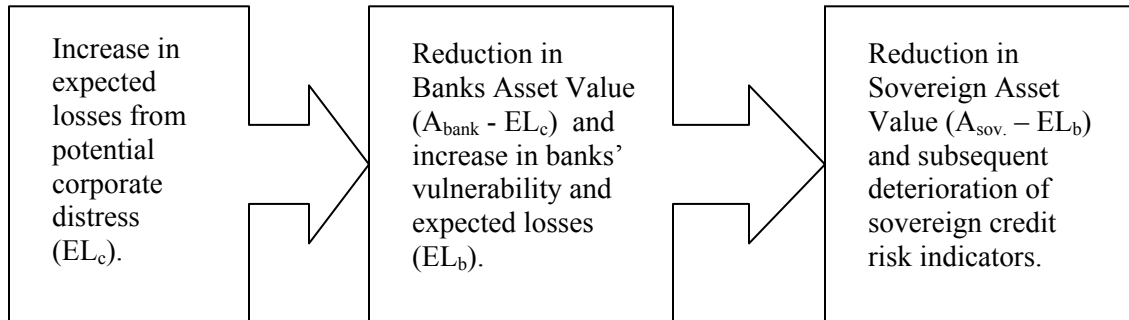 Increase in
expected
losses from
potential
corporate
distress
(ELc).
Reduction in
Banks Asset Value
(Abank - ELc) and
increase in banks’
vulnerability and
expected losses
(ELb).
Reduction in
Sovereign Asset
Value (Asov. – ELb)
and subsequent
deterioration of
sovereign credit
risk indicators.